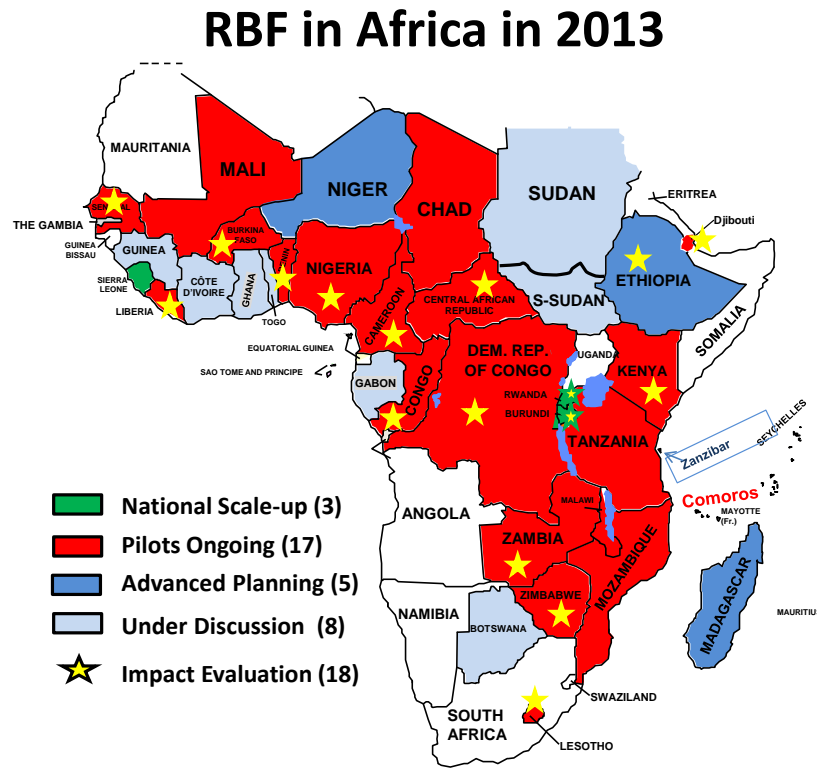 RBF in Africa in 2013
MAURITANIA
MALI
NIGER
CHAD
SUDAN
ERITREA
Djibouti
THE GAMBIA
GUINEA
BISSAU
GUINEA
BURKINA
FASO
NIGERIA
SIERRA
LEONE
LIBERIA
CÔTE
D'IVOIRE
GHANA
TOGO
CAMEROON
CENTRAL AFRICAN
REPUBLIC
S-SUDAN
ETHIOPIA
SOMALIA
EQUATORIAL GUINEA
SAO TOME AND PRINCIPE
GABON
CONGO
DEM. REP.
OF CONGO
UGANDA
KENYA
RWANDA
BURUNDI
TANZANIA
Zanzibar
SEYCHELLES
Comoros
MAYOTTE
(Fr.)
ANGOLA
MALAWI
ZAMBIA
MOZAMBIQUE
ZIMBABWE
MADAGASCAR
NAMIBIA
BOTSWANA
SWAZILAND
SOUTH
AFRICA
LESOTHO
National Scale-up (3)
Pilots Ongoing (17)
Advanced Planning (5)
Under Discussion (8)
Impact Evaluation (18)